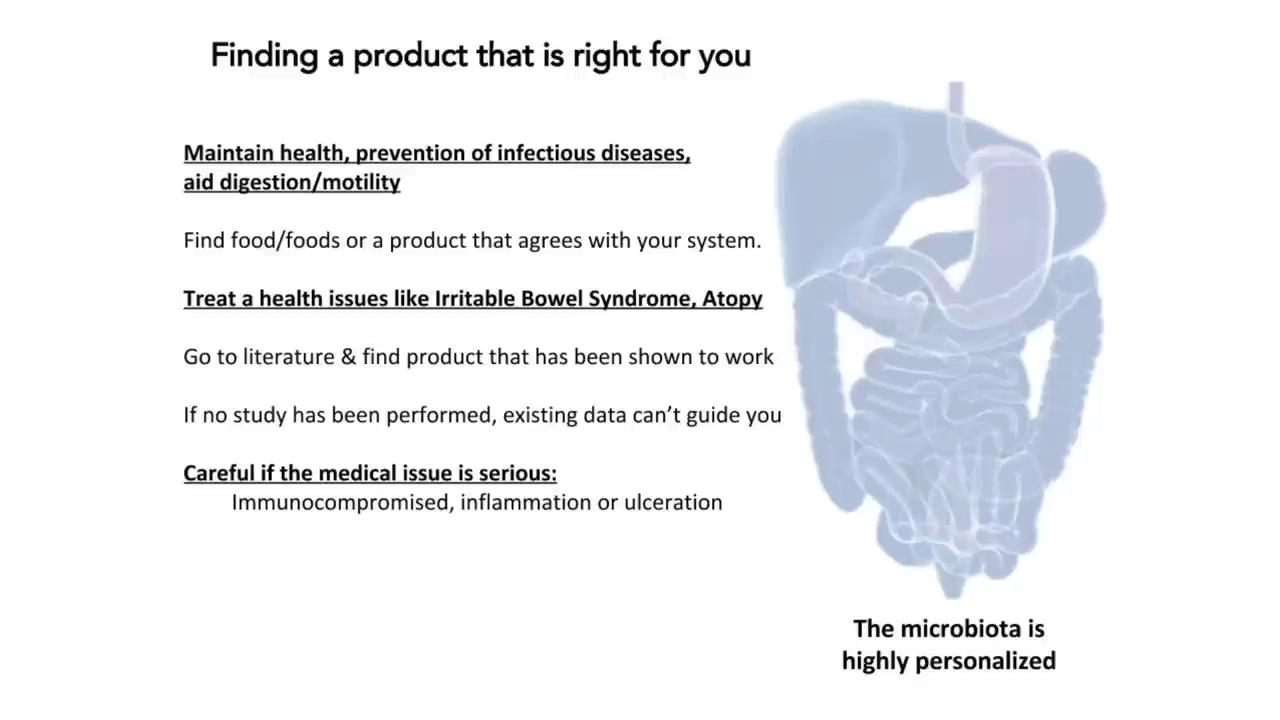 Finding a product that is right for you
Maintain health, prevention of infectious diseases,
aid digestion/motility
Find food/foods or a product that agrees with your system.
Treat a health issues like Irritable Bowel Syndrome, Atopy
Go to literature & find product that has been shown to work
If no study has been performed, existing data can’t guide you
Careful if the medical issue is serious:
Immunocompromised, inflammation or ulceration
The microbiota is
highly personalized